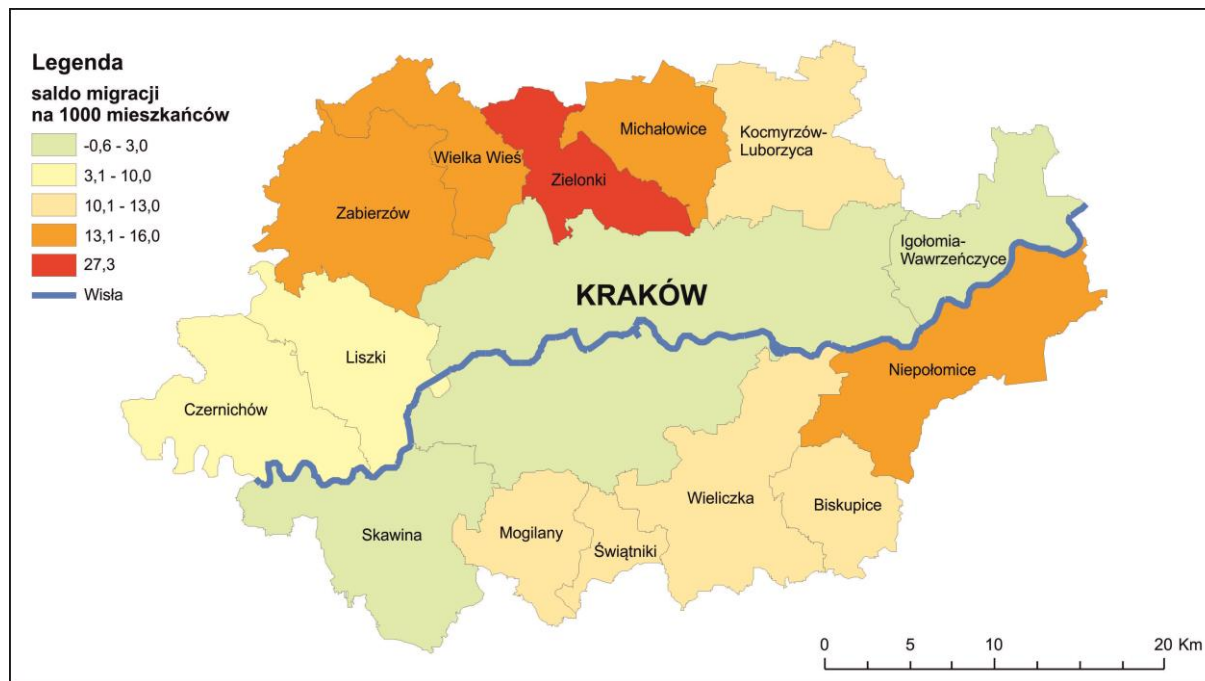 Legenda
saldo migracji
na 1000 mieszkańców
-0,6 - 3,0
3,1 - 10,0
10,1 - 13,0
13,1 - 16,0
27,3
Wisła
Michałowice
Kocmyrzów-
Luborzyca
Wielka Wieś
Zielonki
Zabierzów
Igołomia-
Wawrzeńczyce
KRAKÓW
Liszki
Niepołomice
Czernichów
Wieliczka
Biskupice
Skawina
Mogilany
Świątniki
0 5 10 20 Km